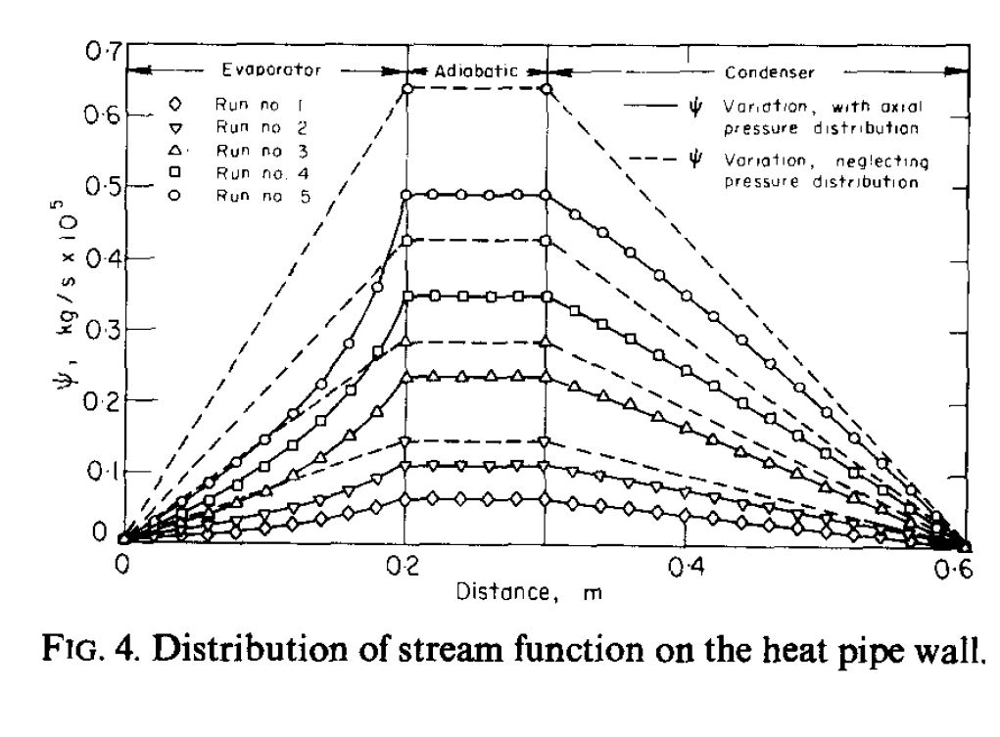 0·7
Evaporator
Adiabatic
Condenser
Run no 1
Run no 2
Run no 3
Run no. 4
Run no 5
ψ Variation, with axial
pressure distribution
ψ Variation, neglecting
pressure distribution
0·6
0·5
0·4
0·3
0·2
0·1
0
ψ, kg/s x 10⁵
0
0·2
0·4
0·6
Distance, m
FIG. 4. Distribution of stream function on the heat pipe wall.